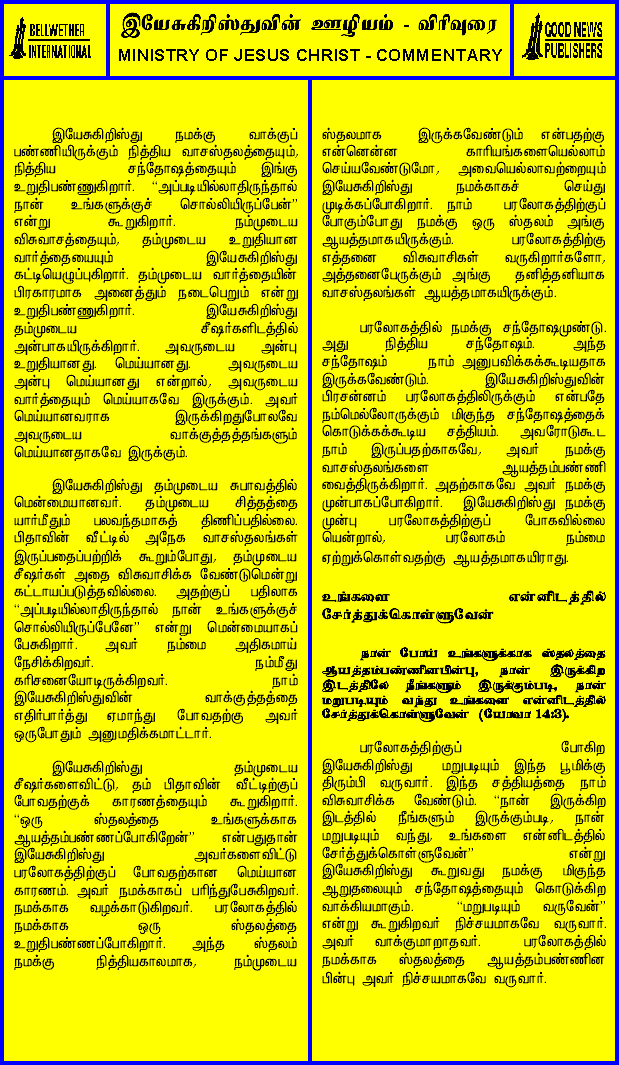 BELLWETHER
INTERNATIONAL
இயேசுகிறிஸ்துவின் ஊழியம் - விரிவுரை
MINISTRY OF JESUS CHRIST - COMMENTARY
GOOD NEWS
PUBLISHERS
இயேசுகிறிஸ்து நமக்கு வாக்குப்
பண்ணியிருக்கும் நித்திய வாசஸ்தலத்தையும்,
நித்திய சந்தோஷத்தையும் இங்கு
உறுதிபண்ணுகிறார். “அப்படியில்லாதிருந்தால்
நான் உங்களுக்குச் சொல்லியிருப்பேன்”
என்று கூறுகிறார். நம்முடைய
விசுவாசத்தையும், தம்முடைய உறுதியான
வார்த்தையையும் இயேசுகிறிஸ்து
கட்டியெழுப்புகிறார். தம்முடைய வார்த்தையின்
பிரகாரமாக அனைத்தும் நடைபெறும் என்று
உறுதிபண்ணுகிறார். இயேசுகிறிஸ்து
தம்முடைய சீஷர்களிடத்தில்
அன்பாகயிருக்கிறார். அவருடைய அன்பு
உறுதியானது. மெய்யானது. அவருடைய
அன்பு மெய்யானது என்றால், அவருடைய
வார்த்தையும் மெய்யாகவே இருக்கும். அவர்
மெய்யானவராக இருக்கிறதுபோலவே
அவருடைய வாக்குத்தத்தங்களும்
மெய்யானதாகவே இருக்கும்.
இயேசுகிறிஸ்து தம்முடைய சுபாவத்தில்
மென்மையானவர். தம்முடைய சித்தத்தை
யார்மீதும் பலவந்தமாகத் திணிப்பதில்லை.
பிதாவின் வீட்டில் அநேக வாசஸ்தலங்கள்
இருப்பதைப்பற்றிக் கூறும்போது, தம்முடைய
சீஷர்கள் அதை விசுவாசிக்க வேண்டுமென்று
கட்டாயப்படுத்தவில்லை. அதற்குப் பதிலாக
“அப்படியில்லாதிருந்தால் நான் உங்களுக்குச்
சொல்லியிருப்பேனே” என்று மென்மையாகப்
பேசுகிறார். அவர் நம்மை அதிகமாய்
நேசிக்கிறவர். நம்மீது
கரிசனையோடிருக்கிறவர். நாம்
இயேசுகிறிஸ்துவின் வாக்குத்தத்தை
எதிர்பார்த்து ஏமாந்து போவதற்கு அவர்
ஒருபோதும் அனுமதிக்கமாட்டார்.
இயேசுகிறிஸ்து தம்முடைய
சீஷர்களைவிட்டு, தம் பிதாவின் வீட்டிற்குப்
போவதற்குக் காரணத்தையும் கூறுகிறார்.
“ஒரு ஸ்தலத்தை உங்களுக்காக
ஆயத்தம்பண்ணப்போகிறேன்” என்பதுதான்
இயேசுகிறிஸ்து அவர்களைவிட்டு
பரலோகத்திற்குப் போவதற்கான மெய்யான
காரணம். அவர் நமக்காகப் பரிந்துபேசுகிறவர்.
நமக்காக வழக்காடுகிறவர். பரலோகத்தில்
நமக்காக ஒரு ஸ்தலத்தை
உறுதிபண்ணப்போகிறார். அந்த ஸ்தலம்
நமக்கு நித்தியகாலமாக, நம்முடைய
ஸ்தலமாக இருக்கவேண்டும் என்பதற்கு
என்னென்ன காரியங்களையெல்லாம்
செய்யவேண்டுமோ, அவையெல்லாவற்றையும்
இயேசுகிறிஸ்து நமக்காகச் செய்து
முடிக்கப்போகிறார். நாம் பரலோகத்திற்குப்
போகும்போது நமக்கு ஒரு ஸ்தலம் அங்கு
ஆயத்தமாகயிருக்கும். பரலோகத்திற்கு
எத்தனை விசுவாசிகள் வருகிறார்களோ,
அத்தனைபேருக்கும் அங்கு தனித்தனியாக
வாசஸ்தலங்கள் ஆயத்தமாகயிருக்கும்.
பரலோகத்தில் நமக்கு சந்தோஷமுண்டு.
அது நித்திய சந்தோஷம். அந்த
சந்தோஷம் நாம் அனுபவிக்கக்கூடியதாக
இருக்கவேண்டும். இயேசுகிறிஸ்துவின்
பிரசன்னம் பரலோகத்திலிருக்கும் என்பதே
நம்மெல்லோருக்கும் மிகுந்த சந்தோஷத்தைக்
கொடுக்கக்கூடிய சத்தியம். அவரோடுகூட
நாம் இருப்பதற்காகவே, அவர் நமக்கு
வாசஸ்தலங்களை ஆயத்தம்பண்ணி
வைத்திருக்கிறார். அதற்காகவே அவர் நமக்கு
முன்பாகப்போகிறார். இயேசுகிறிஸ்து நமக்கு
முன்பு பரலோகத்திற்குப் போகவில்லை
யென்றால், பரலோகம் நம்மை
ஏற்றுக்கொள்வதற்கு ஆயத்தமாகயிராது.
உங்களை என்னிடத்தில்
சேர்த்துக்கொள்ளுவேன்
நான் போய் உங்களுக்காக ஸ்தலத்தை
ஆயத்தம்பண்ணினபின்பு, நான் இருக்கிற
இடத்திலே நீங்களும் இருக்கும்படி, நான்
மறுபடியும் வந்து உங்களை என்னிடத்தில்
சேர்த்துக்கொள்ளுவேன் (யோவா 14:3).
பரலோகத்திற்குப் போகிற
இயேசுகிறிஸ்து மறுபடியும் இந்த பூமிக்கு
திரும்பி வருவார். இந்த சத்தியத்தை நாம்
விசுவாசிக்க வேண்டும். “நான் இருக்கிற
இடத்தில் நீங்களும் இருக்கும்படி, நான்
மறுபடியும் வந்து, உங்களை என்னிடத்தில்
சேர்த்துக்கொள்ளுவேன்” என்று
இயேசுகிறிஸ்து கூறுவது நமக்கு மிகுந்த
ஆறுதலையும் சந்தோஷத்தையும் கொடுக்கிற
வாக்கியமாகும். “மறுபடியும் வருவேன்”
என்று கூறுகிறவர் நிச்சயமாகவே வருவார்.
அவர் வாக்குமாறாதவர். பரலோகத்தில்
நமக்காக ஸ்தலத்தை ஆயத்தம்பண்ணின
பின்பு அவர் நிச்சயமாகவே வருவார்.